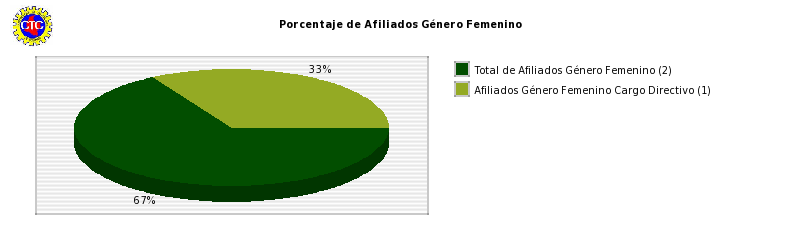 Porcentaje de Afiliados Género Femenino
CTC
33%
67%
Total de Afiliados Género Femenino (2)
Afiliados Género Femenino Cargo Directivo (1)